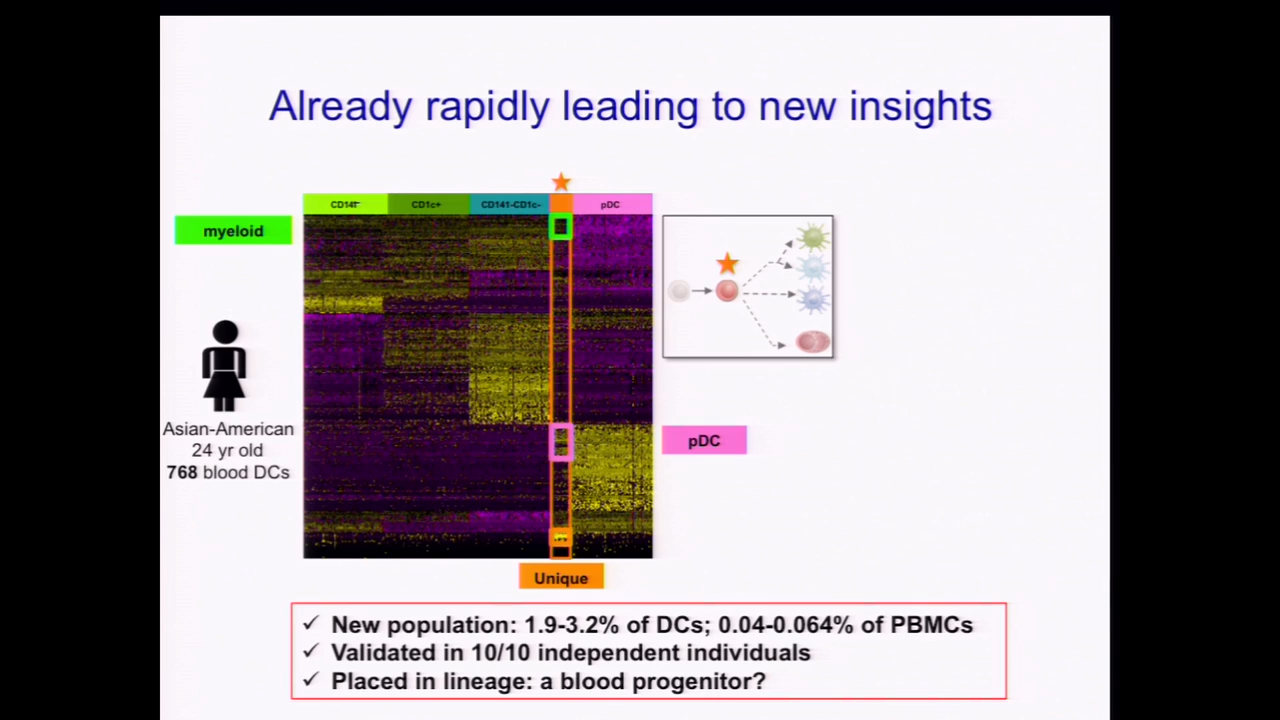 Already rapidly leading to new insights
CD1c+
CD141-CD1c-
pDC
myeloid
Asian-American
24 yr old
768 blood DCs
pDC
Unique
✓ New population: 1.9-3.2% of DCs; 0.04-0.064% of PBMCs
✓ Validated in 10/10 independent individuals
✓ Placed in lineage: a blood progenitor?